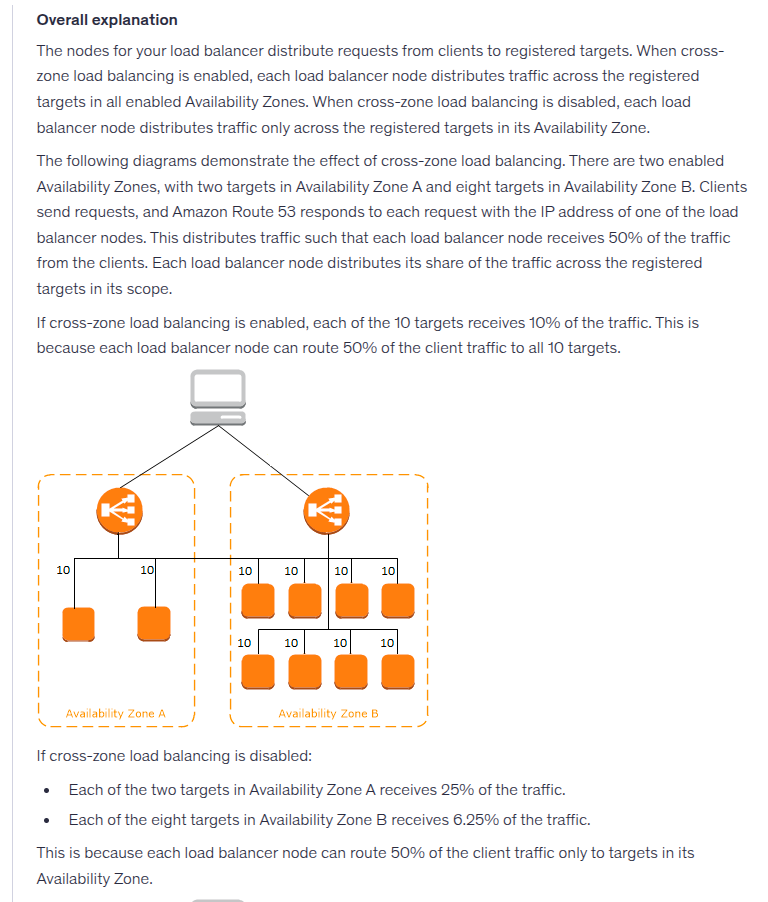 Overall explanation
The nodes for your load balancer distribute requests from clients to registered targets. When cross-
zone load balancing is enabled, each load balancer node distributes traffic across the registered
targets in all enabled Availability Zones. When cross-zone load balancing is disabled, each load
balancer node distributes traffic only across the registered targets in its Availability Zone.
The following diagrams demonstrate the effect of cross-zone load balancing. There are two enabled
Availability Zones, with two targets in Availability Zone A and eight targets in Availability Zone B. Clients
send requests, and Amazon Route 53 responds to each request with the IP address of one of the load
balancer nodes. This distributes traffic such that each load balancer node receives 50% of the traffic
from the clients. Each load balancer node distributes its share of the traffic across the registered
targets in its scope.
If cross-zone load balancing is enabled, each of the 10 targets receives 10% of the traffic. This is
because each load balancer node can route 50% of the client traffic to all 10 targets.
10 10 10 10 10 10
10 10 10 10
Availability Zone A Availability Zone B
If cross-zone load balancing is disabled:
• Each of the two targets in Availability Zone A receives 25% of the traffic.
• Each of the eight targets in Availability Zone B receives 6.25% of the traffic.
This is because each load balancer node can route 50% of the client traffic only to targets in its
Availability Zone.